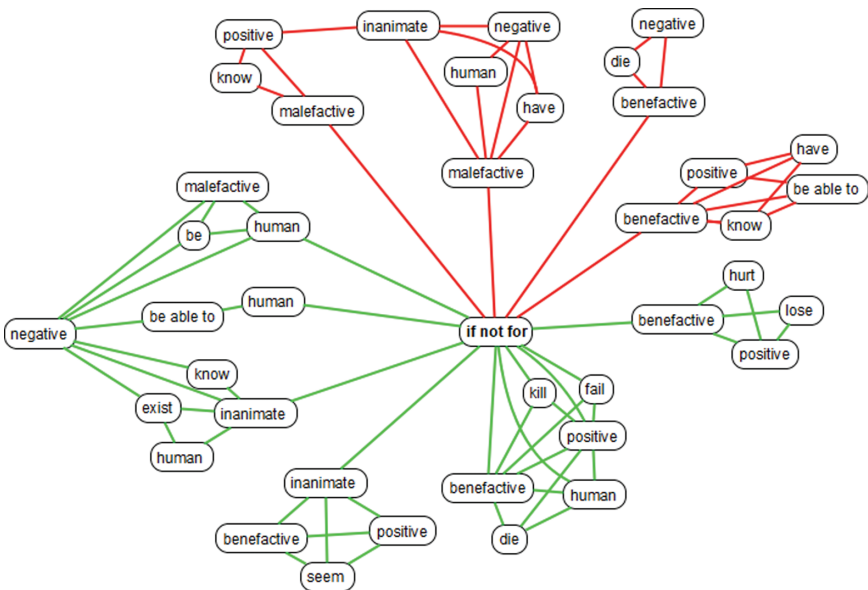 positive
inanimate
negative
negative
know
human
die
malefactive
have
benefactive
malefactive
have
positive
be able to
benefactive
know
malefactive
be
human
hurt
be able to
human
benefactive
lose
negative
if not for
positive
know
kill
fail
exist
inanimate
positive
human
inanimate
benefactive
human
benefactive
positive
die
seem